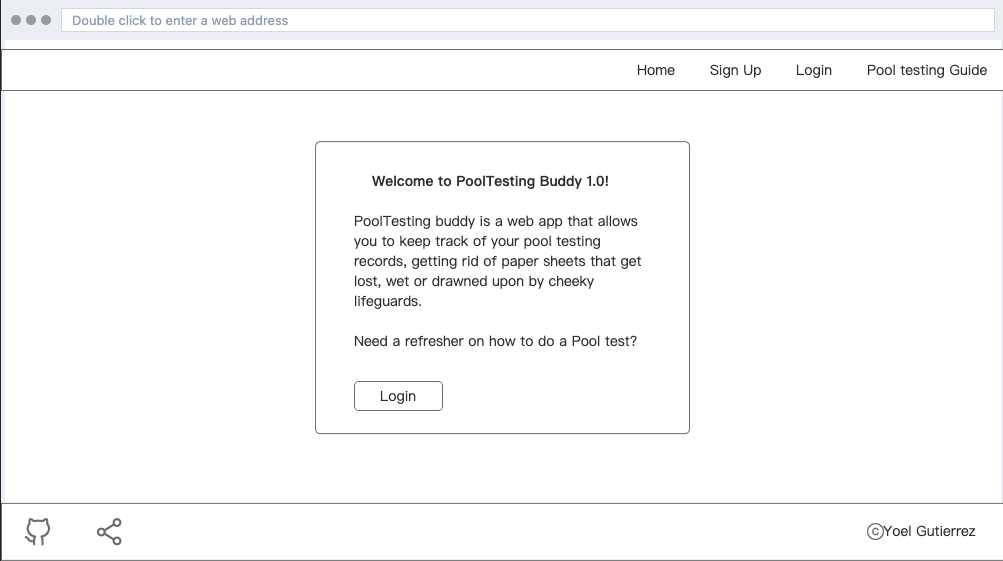 Double click to enter a web address
Home Sign Up Login Pool testing Guide
Welcome to PoolTesting Buddy 1.0!
PoolTesting buddy is a web app that allows
you to keep track of your pool testing
records, getting rid of paper sheets that get
lost, wet or drawned upon by cheeky
lifeguards.
Need a refresher on how to do a Pool test?
Login
©Yoel Gutierrez